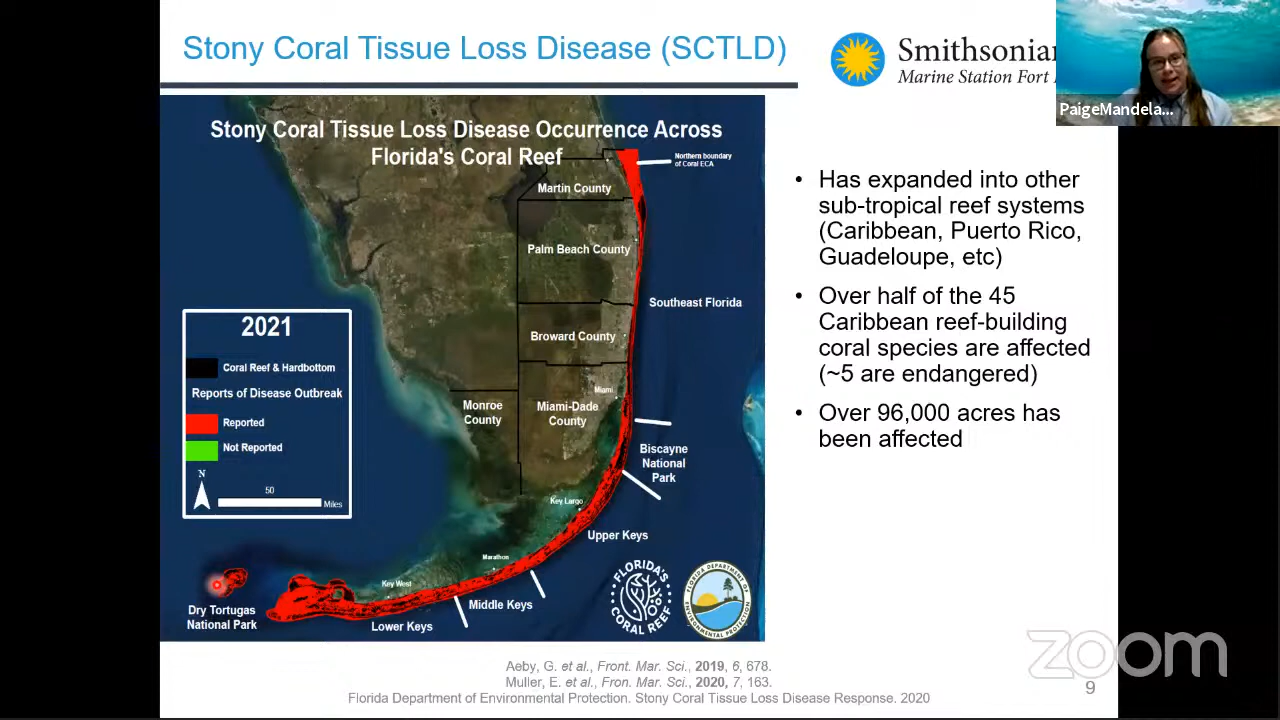 Stony Coral Tissue Loss Disease (SCTLD)
Smithsonian
Marine Station Fort
PaigeMandela...
Stony Coral Tissue Loss Disease Occurrence Across
Florida's Coral Reef
Northern boundary
of Coral ECA
Martin County
Palm Beach County
Southeast Florida
Broward County
Miami
Monroe
County
Miami-Dade
County
Biscayne
National
Park
Key Largo
Upper Keys
Marathon
Middle Keys
Key West
Lower Keys
Dry Tortugas
National Park
2021
Coral Reef & Hardbottom
Reports of Disease Outbreak
Reported
Not Reported
N
50
Miles
FLORIDA'S
CORAL REEF
FLORIDA DEPARTMENT OF
ENVIRONMENTAL PROTECTION
• Has expanded into other
sub-tropical reef systems
(Caribbean, Puerto Rico,
Guadeloupe, etc)
• Over half of the 45
Caribbean reef-building
coral species are affected
(~5 are endangered)
• Over 96,000 acres has
been affected
Aeby, G. et al., Front. Mar. Sci., 2019, 6, 678.
Muller, E. et al., Fron. Mar. Sci., 2020, 7, 163.
Florida Department of Environmental Protection. Stony Coral Tissue Loss Disease Response. 2020
zoom
9